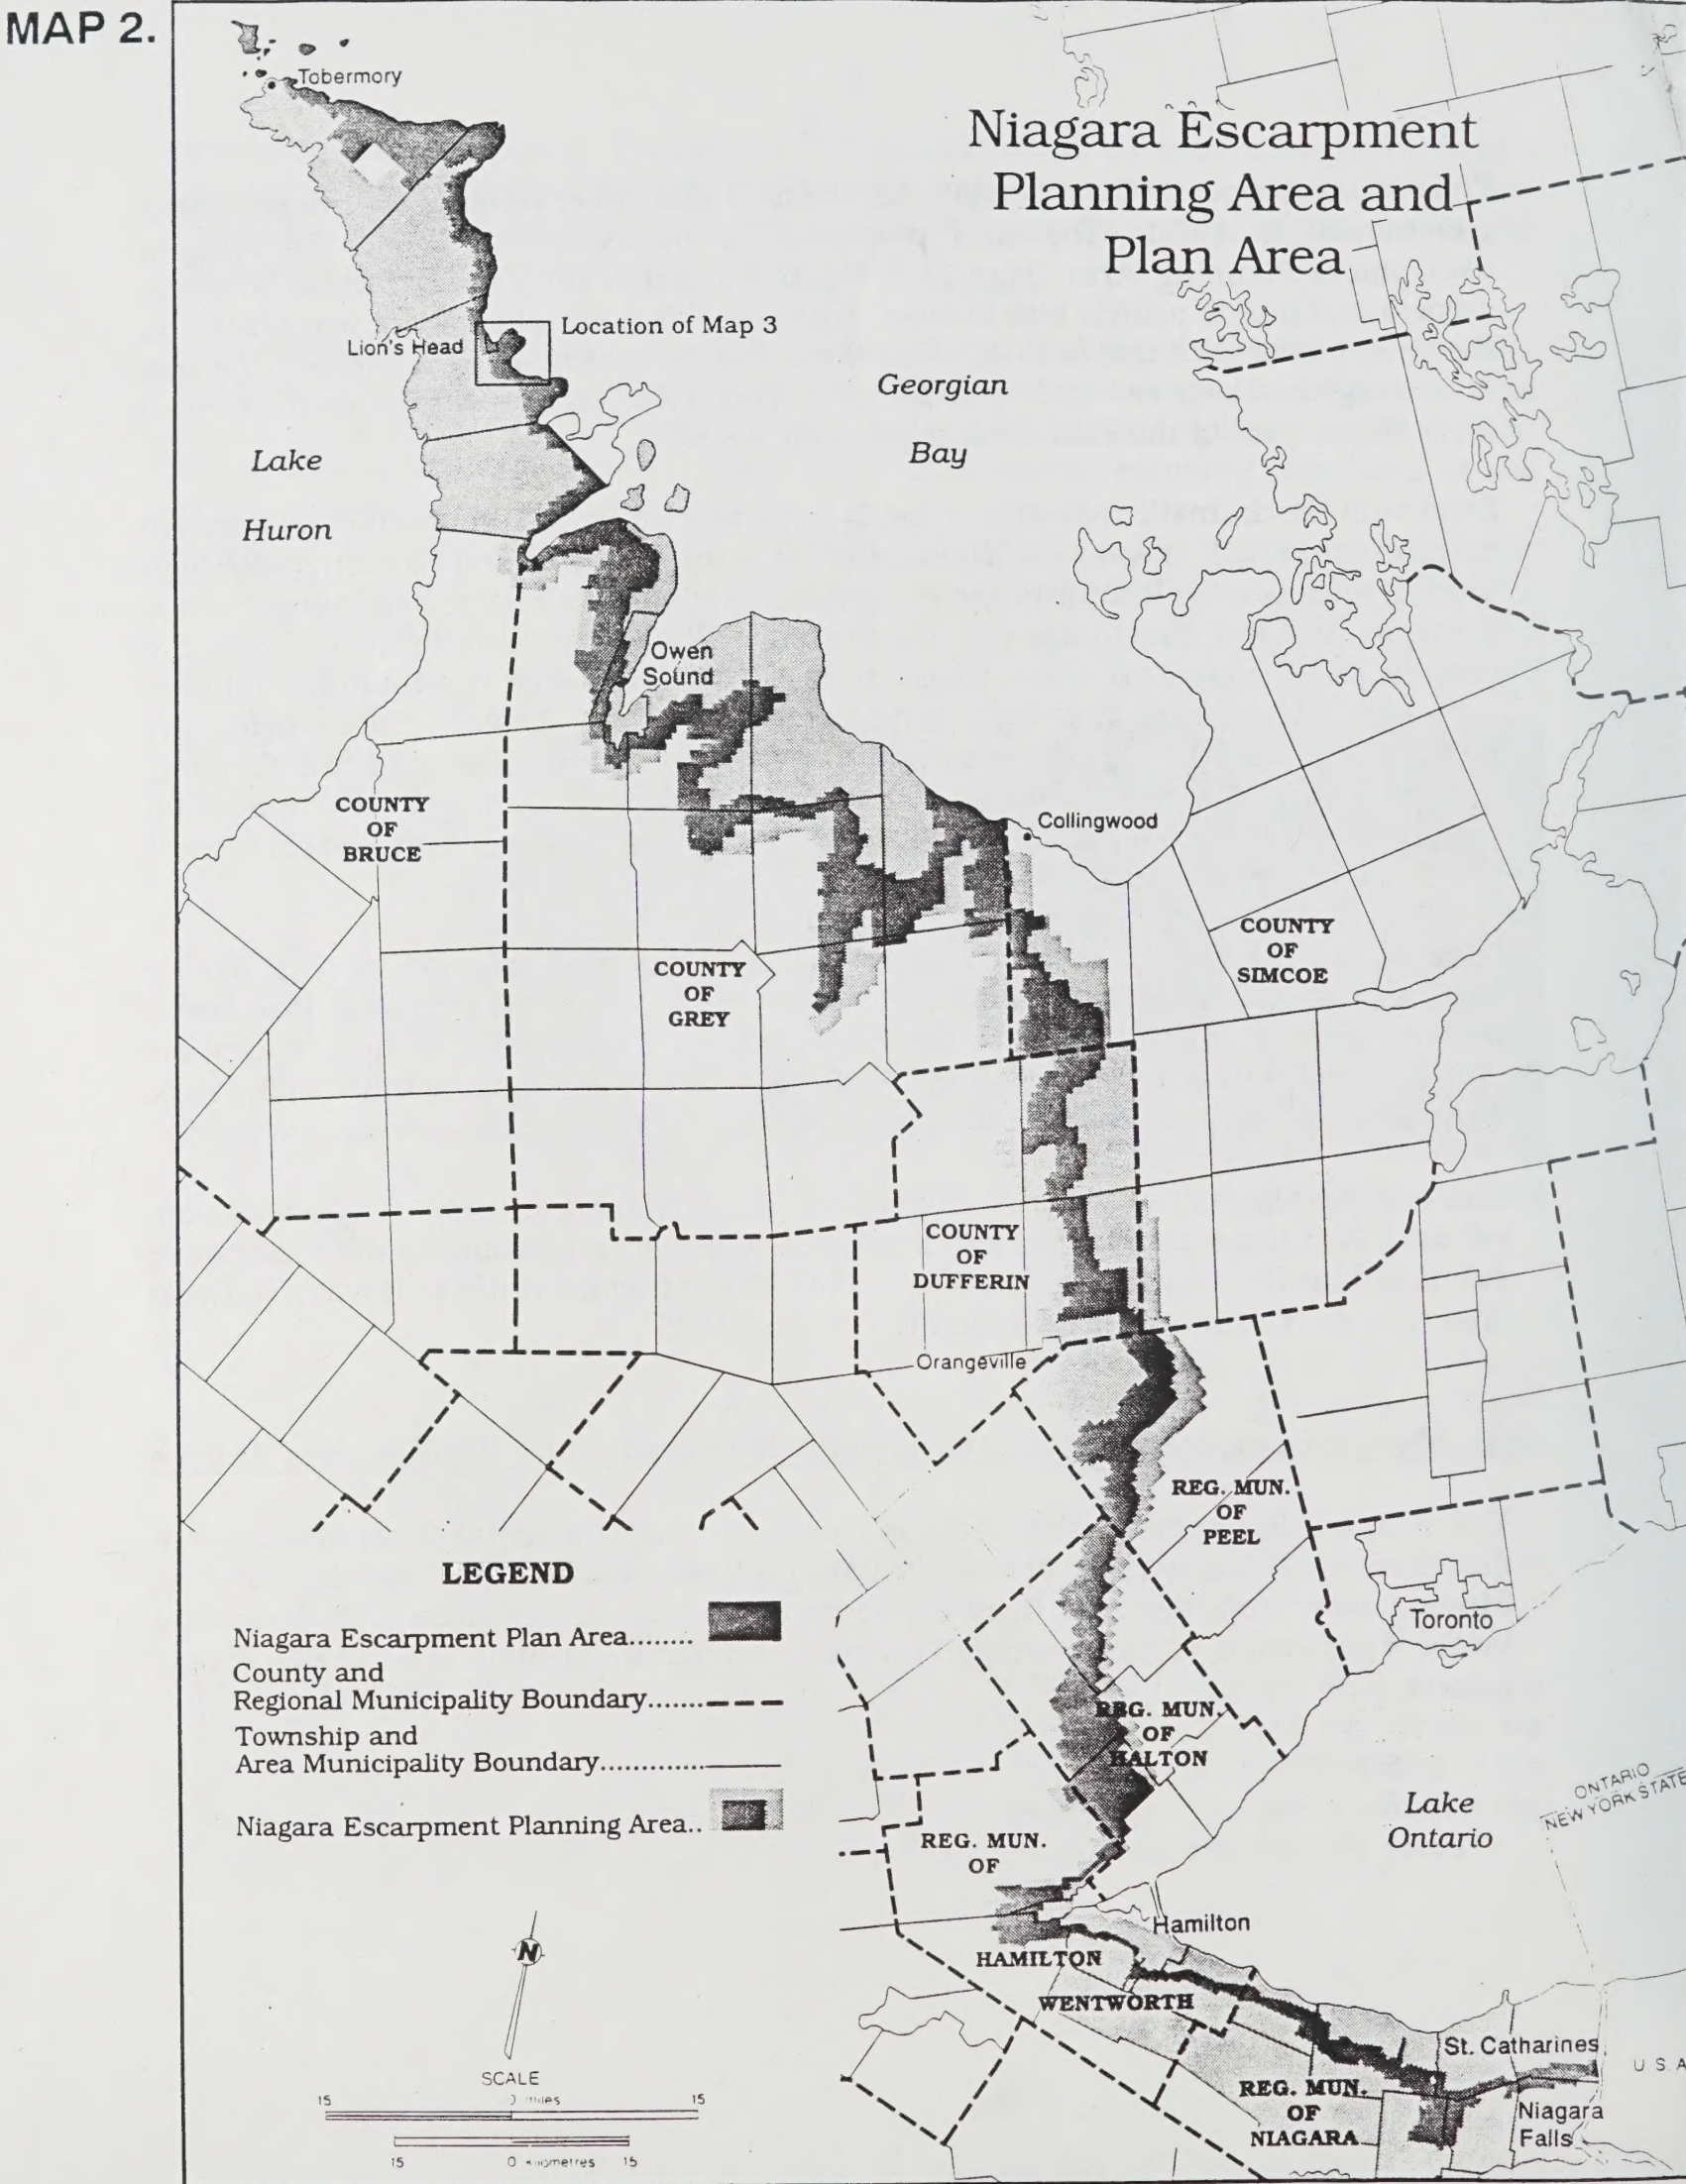 MAP 2.
Niagara Escarpment
Planning Area and
Plan Area
Tobermory
Location of Map 3
Lion's Head
Georgian
Bay
Lake
Huron
Owen
Sound
COUNTY
OF
BRUCE
Collingwood
COUNTY
OF
GREY
COUNTY
OF
SIMCOE
COUNTY
OF
DUFFERIN
Orangeville
REG. MUN.
OF
PEEL
Toronto
LEGEND
Niagara Escarpment Plan Area........
County and
Regional Municipality Boundary.......
Township and
Area Municipality Boundary.............
Niagara Escarpment Planning Area..
REG. MUN.
OF
HALTON
Lake
Ontario
ONTARIO
NEW YORK STATE
REG. MUN.
OF
HAMILTON
WENTWORTH
Hamilton
St. Catharines
U S A
REG. MUN.
OF
NIAGARA
Niagara
Falls
N
SCALE
15 0 miles 15
15 0 kilometres 15